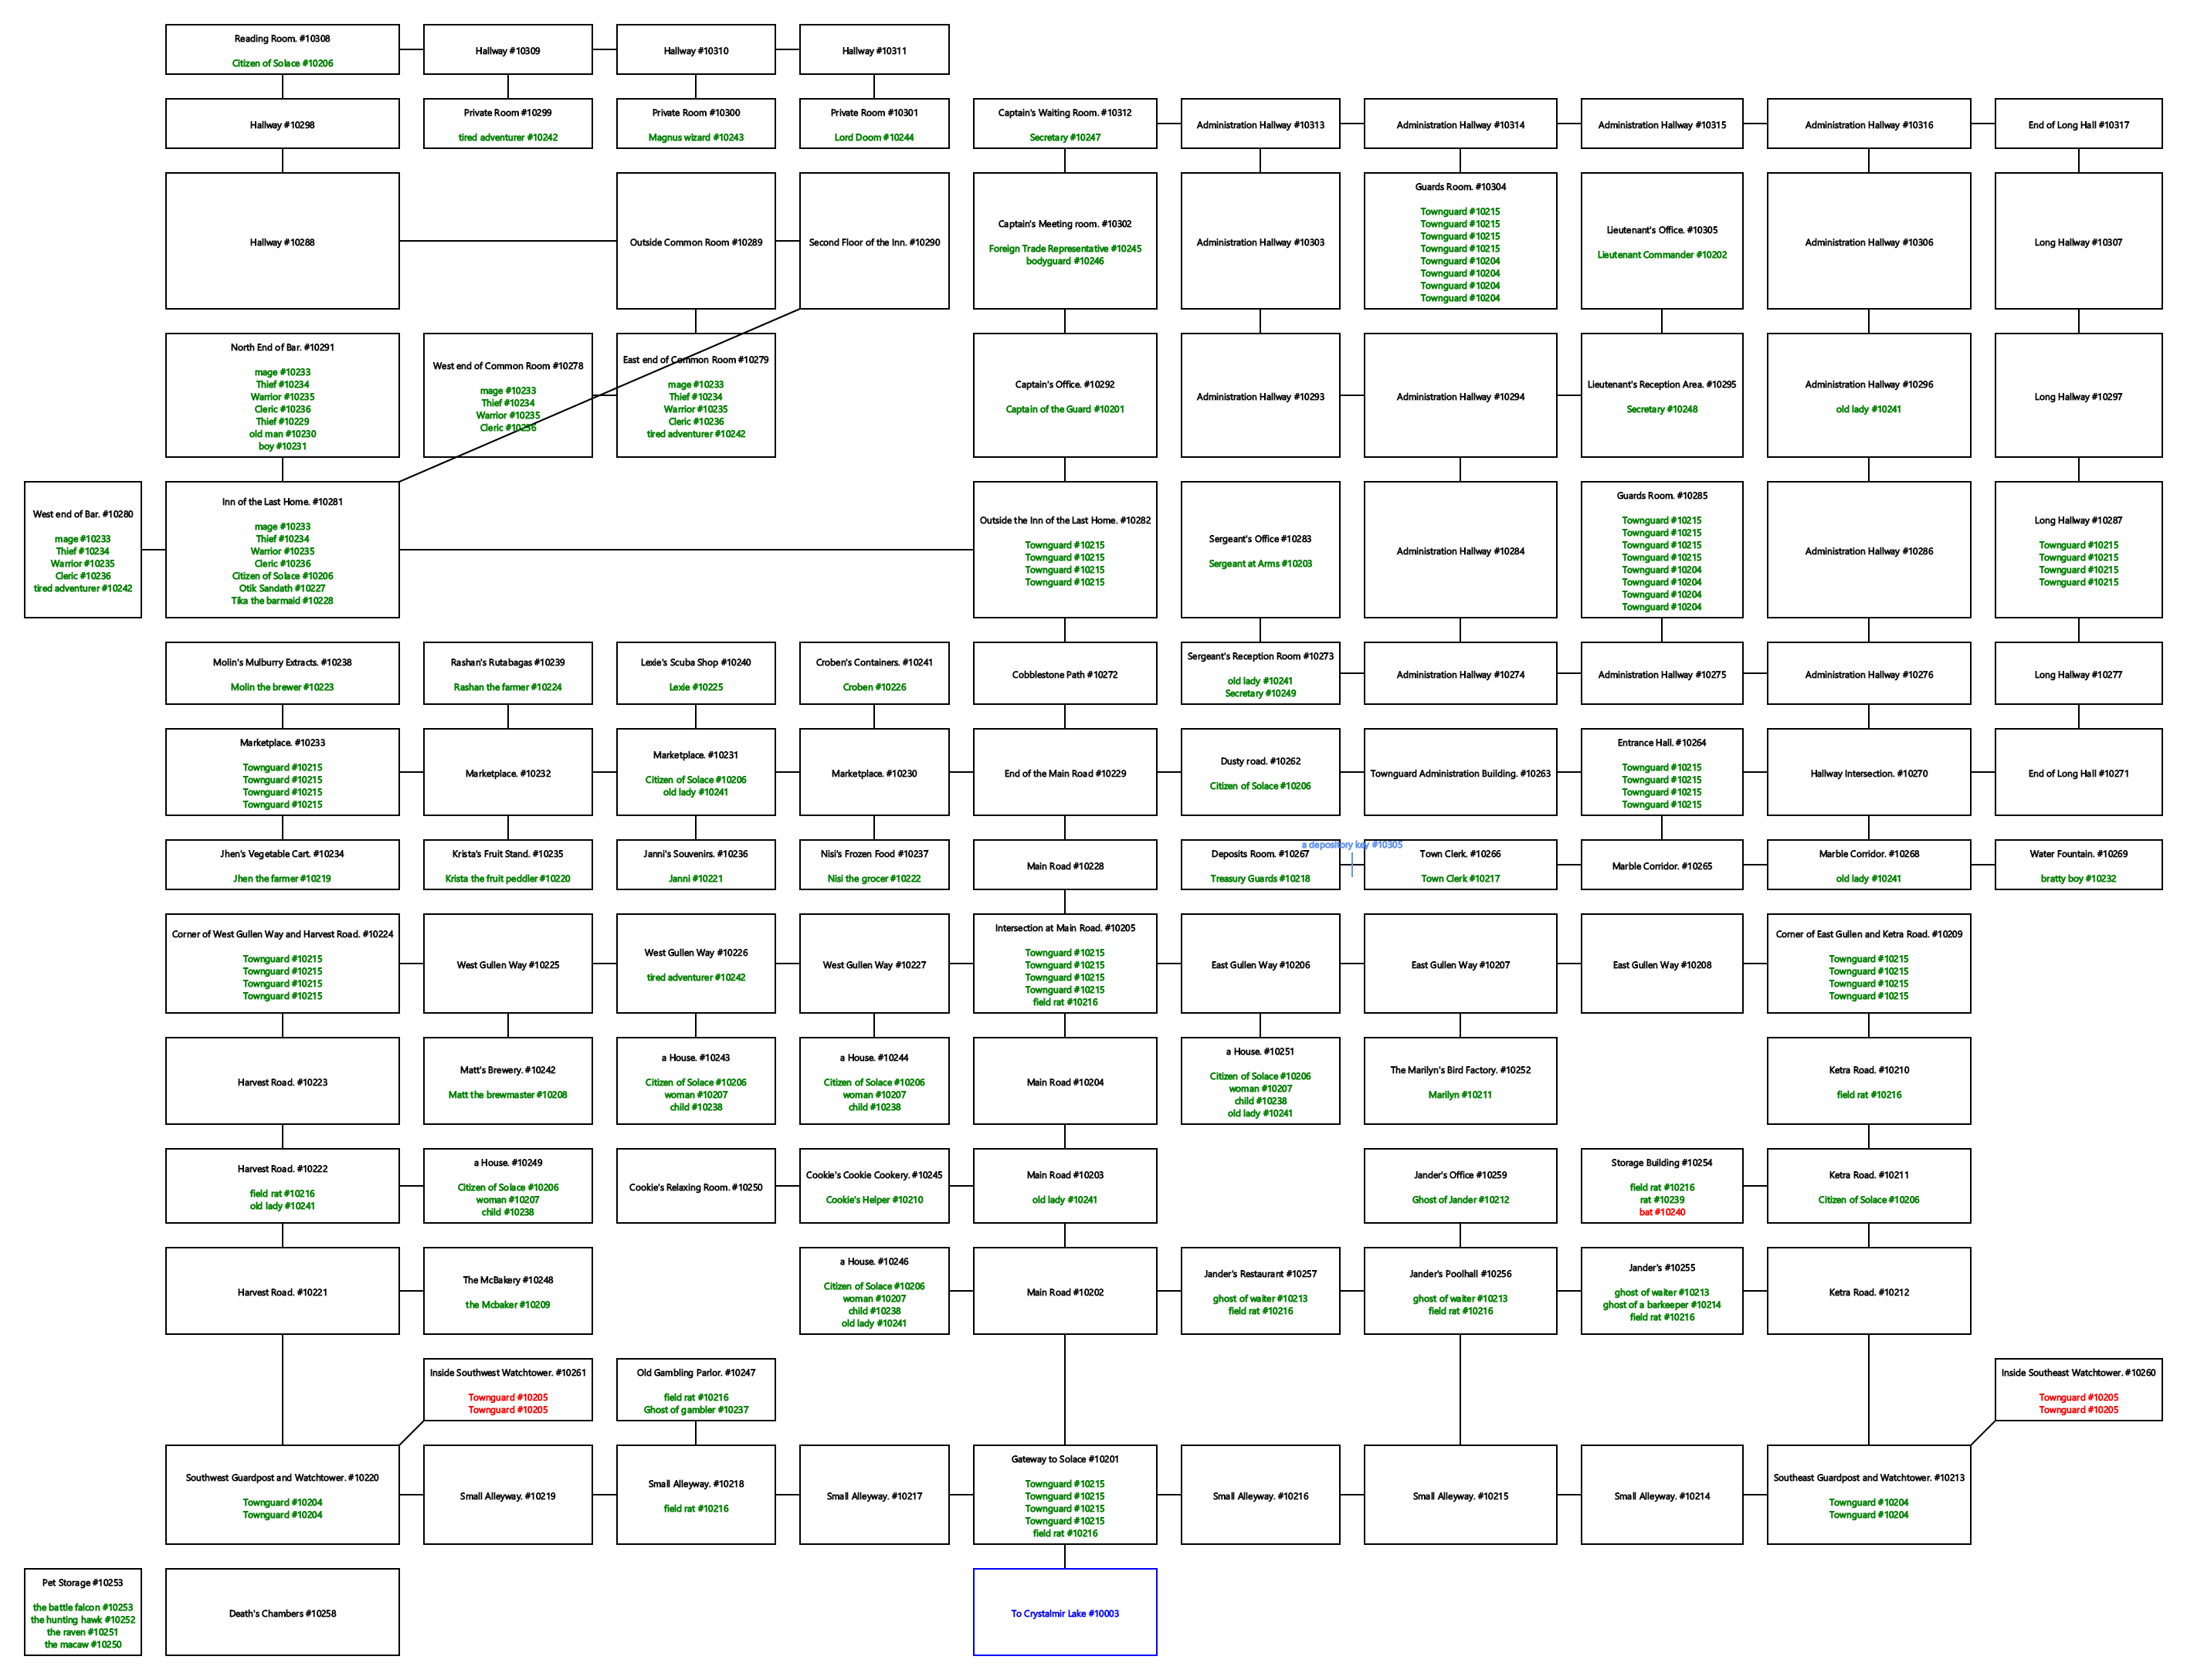 Reading Room. #10308
Citizen of Solace #10206
Hallway #10309
Hallway #10310
Hallway #10311
Hallway #10298
Private Room #10299
tired adventurer #10242
Private Room #10300
Magnus wizard #10243
Private Room #10301
Lord Doom #10244
Captain's Waiting Room. #10312
Secretary #10247
Administration Hallway #10313
Administration Hallway #10314
Administration Hallway #10315
Administration Hallway #10316
End of Long Hall #10317
Hallway #10288
Outside Common Room #10289
Second Floor of the Inn. #10290
Captain's Meeting room. #10302
Foreign Trade Representative #10245
bodyguard #10246
Administration Hallway #10303
Guards Room. #10304
Townguard #10215
Townguard #10215
Townguard #10215
Townguard #10215
Townguard #10204
Townguard #10204
Townguard #10204
Townguard #10204
Lieutenant's Office. #10305
Lieutenant Commander #10202
Administration Hallway #10306
Long Hallway #10307
North End of Bar. #10291
mage #10233
Thief #10234
Warrior #10235
Cleric #10236
Thief #10229
old man #10230
boy #10231
West end of Common Room #10278
mage #10233
Thief #10234
Warrior #10235
Cleric #10236
East end of Common Room #10279
mage #10233
Thief #10234
Warrior #10235
Cleric #10236
tired adventurer #10242
Captain's Office. #10292
Captain of the Guard #10201
Administration Hallway #10293
Administration Hallway #10294
Lieutenant's Reception Area. #10295
Secretary #10248
Administration Hallway #10296
old lady #10241
Long Hallway #10297
West end of Bar. #10280
mage #10233
Thief #10234
Warrior #10235
Cleric #10236
tired adventurer #10242
Inn of the Last Home. #10281
mage #10233
Thief #10234
Warrior #10235
Cleric #10236
Citizen of Solace #10206
Otik Sandath #10227
Tika the barmaid #10228
Outside the Inn of the Last Home. #10282
Townguard #10215
Townguard #10215
Townguard #10215
Townguard #10215
Sergeant's Office #10283
Sergeant at Arms #10203
Administration Hallway #10284
Guards Room. #10285
Townguard #10215
Townguard #10215
Townguard #10215
Townguard #10215
Townguard #10204
Townguard #10204
Townguard #10204
Townguard #10204
Administration Hallway #10286
Long Hallway #10287
Townguard #10215
Townguard #10215
Townguard #10215
Townguard #10215
Molin's Mulburry Extracts. #10238
Molin the brewer #10223
Rashan's Rutabagas #10239
Rashan the farmer #10224
Lexie's Scuba Shop #10240
Lexie #10225
Croben's Containers. #10241
Croben #10226
Cobblestone Path #10272
Sergeant's Reception Room #10273
old lady #10241
Secretary #10249
Administration Hallway #10274
Administration Hallway #10275
Administration Hallway #10276
Long Hallway #10277
Marketplace. #10233
Townguard #10215
Townguard #10215
Townguard #10215
Townguard #10215
Marketplace. #10232
Marketplace. #10231
Citizen of Solace #10206
old lady #10241
Marketplace. #10230
End of the Main Road #10229
Dusty road. #10262
Citizen of Solace #10206
Townguard Administration Building. #10263
Entrance Hall. #10264
Townguard #10215
Townguard #10215
Townguard #10215
Townguard #10215
Hallway Intersection. #10270
End of Long Hall #10271
Jhen's Vegetable Cart. #10234
Jhen the farmer #10219
Krista's Fruit Stand. #10235
Krista the fruit peddler #10220
Janni's Souvenirs. #10236
Janni #10221
Nisi's Frozen Food #10237
Nisi the grocer #10222
Main Road #10228
Deposits Room. #10267
Treasury Guards #10218
a depository key #10305
Town Clerk. #10266
Town Clerk #10217
Marble Corridor. #10265
Marble Corridor. #10268
old lady #10241
Water Fountain. #10269
bratty boy #10232
Corner of West Gullen Way and Harvest Road. #10224
Townguard #10215
Townguard #10215
Townguard #10215
Townguard #10215
West Gullen Way #10225
West Gullen Way #10226
tired adventurer #10242
West Gullen Way #10227
Intersection at Main Road. #10205
Townguard #10215
Townguard #10215
Townguard #10215
Townguard #10215
field rat #10216
East Gullen Way #10206
East Gullen Way #10207
East Gullen Way #10208
Corner of East Gullen and Ketra Road. #10209
Townguard #10215
Townguard #10215
Townguard #10215
Townguard #10215
Harvest Road. #10223
Matt's Brewery. #10242
Matt the brewmaster #10208
a House. #10243
Citizen of Solace #10206
woman #10207
child #10238
a House. #10244
Citizen of Solace #10206
woman #10207
child #10238
Main Road #10204
a House. #10251
Citizen of Solace #10206
woman #10207
child #10238
old lady #10241
The Marilyn's Bird Factory. #10252
Marilyn #10211
Ketra Road. #10210
field rat #10216
Harvest Road. #10222
field rat #10216
old lady #10241
a House. #10249
Citizen of Solace #10206
woman #10207
child #10238
Cookie's Relaxing Room. #10250
Cookie's Cookie Cookery. #10245
Cookie's Helper #10210
Main Road #10203
old lady #10241
Jander's Office #10259
Ghost of Jander #10212
Storage Building #10254
field rat #10216
rat #10239
bat #10240
Ketra Road. #10211
Citizen of Solace #10206
Harvest Road. #10221
The McBakery #10248
the Mcbaker #10209
a House. #10246
Citizen of Solace #10206
woman #10207
child #10238
old lady #10241
Main Road #10202
Jander's Restaurant #10257
ghost of waiter #10213
field rat #10216
Jander's Poolhall #10256
ghost of waiter #10213
field rat #10216
Jander's #10255
ghost of waiter #10213
ghost of a barkeeper #10214
field rat #10216
Ketra Road. #10212
Inside Southwest Watchtower. #10261
Townguard #10205
Townguard #10205
Old Gambling Parlor. #10247
field rat #10216
Ghost of gambler #10237
Inside Southeast Watchtower. #10260
Townguard #10205
Townguard #10205
Southwest Guardpost and Watchtower. #10220
Townguard #10204
Townguard #10204
Small Alleyway. #10219
Small Alleyway. #10218
field rat #10216
Small Alleyway. #10217
Gateway to Solace #10201
Townguard #10215
Townguard #10215
Townguard #10215
Townguard #10215
field rat #10216
Small Alleyway. #10216
Small Alleyway. #10215
Small Alleyway. #10214
Southeast Guardpost and Watchtower. #10213
Townguard #10204
Townguard #10204
Pet Storage #10253
the battle falcon #10253
the hunting hawk #10252
the raven #10251
the macaw #10250
Death's Chambers #10258
To Crystalmir Lake #10003